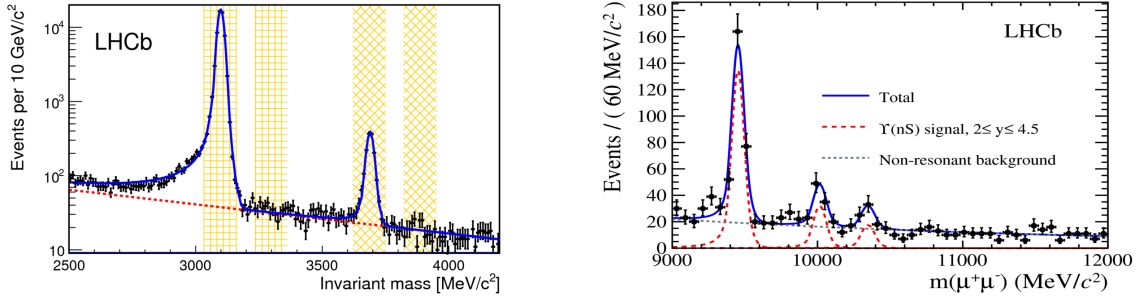 Events per 10 GeV/c²
10⁴
10³
10²
10
LHCb
2500
3000
3500
4000
Invariant mass [MeV/c²]
Events / ( 60 MeV/c² )
180
160
140
120
100
80
60
40
20
0
LHCb
Total
ϒ(nS) signal, 2≤ y≤ 4.5
Non-resonant background
9000
10000
11000
12000
m(μ⁺μ⁻) (MeV/c²)